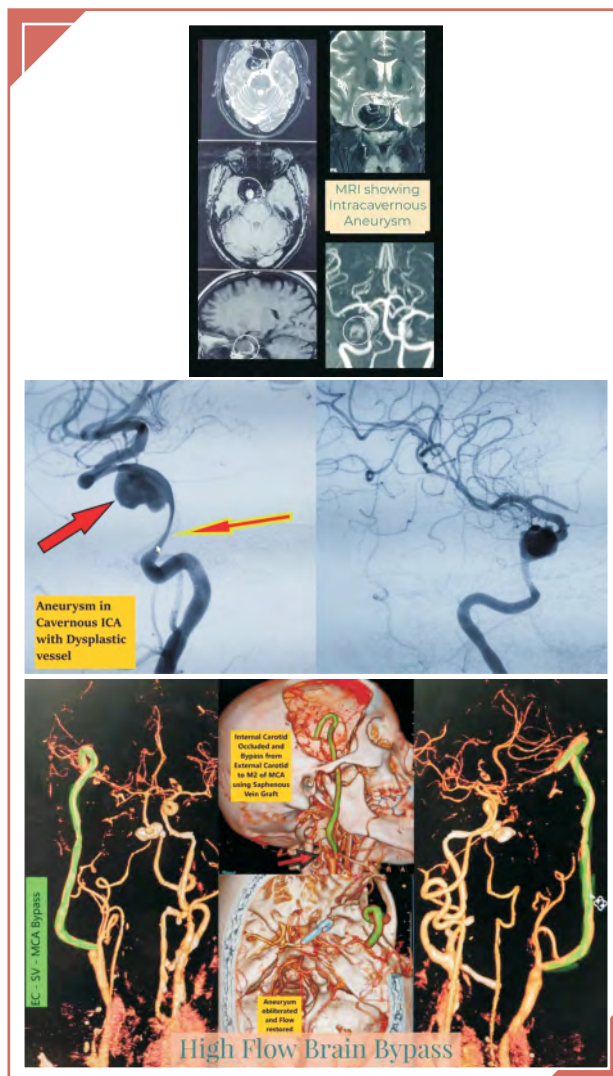 MRI showing
Intracavernous
Aneurysm
Aneurysm in
Cavernous ICA
with Dysplastic
vessel
EC - SV - MCA Bypass
Internal Carotid
Occluded and
Bypass from
External Carotid
to M2 of MCA
using Saphenous
Vein Graft
Aneurysm
obliterated
and Flow
restored
High Flow Brain Bypass